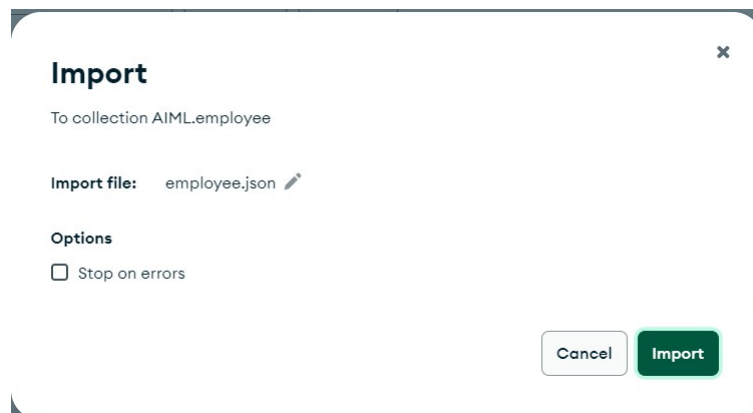 Import
To collection AIML.employee
Import file: employee.json
Options
Stop on errors
Cancel Import